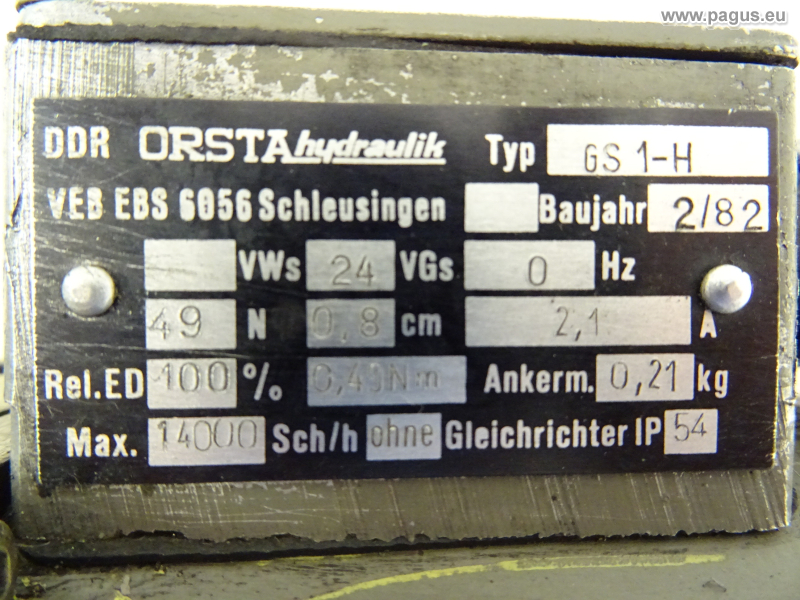 www.pagus.eu
DDR ORSTAhydraulik Typ GS 1-H
VEB EBS 6056 Schleusingen Baujahr 2/82
VWs 24 VGs 0 Hz
49 N 0,8 cm 2,1 A
Rel.ED 100 % 0,49Nm Ankerm. 0,21 kg
Max. 14000 Sch/h ohne Gleichrichter IP 54